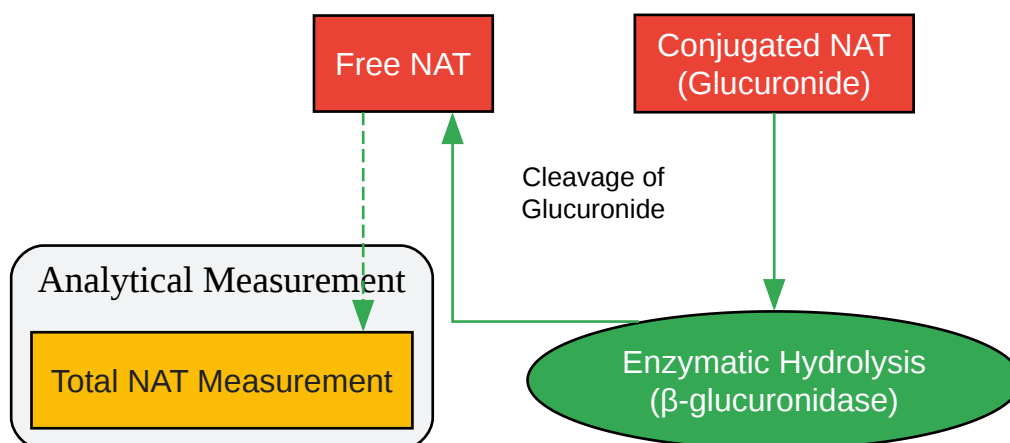 Free NAT
Conjugated NAT
(Glucuronide)
Cleavage of
Glucuronide
Analytical Measurement
Total NAT Measurement
Enzymatic Hydrolysis
(β-glucuronidase)